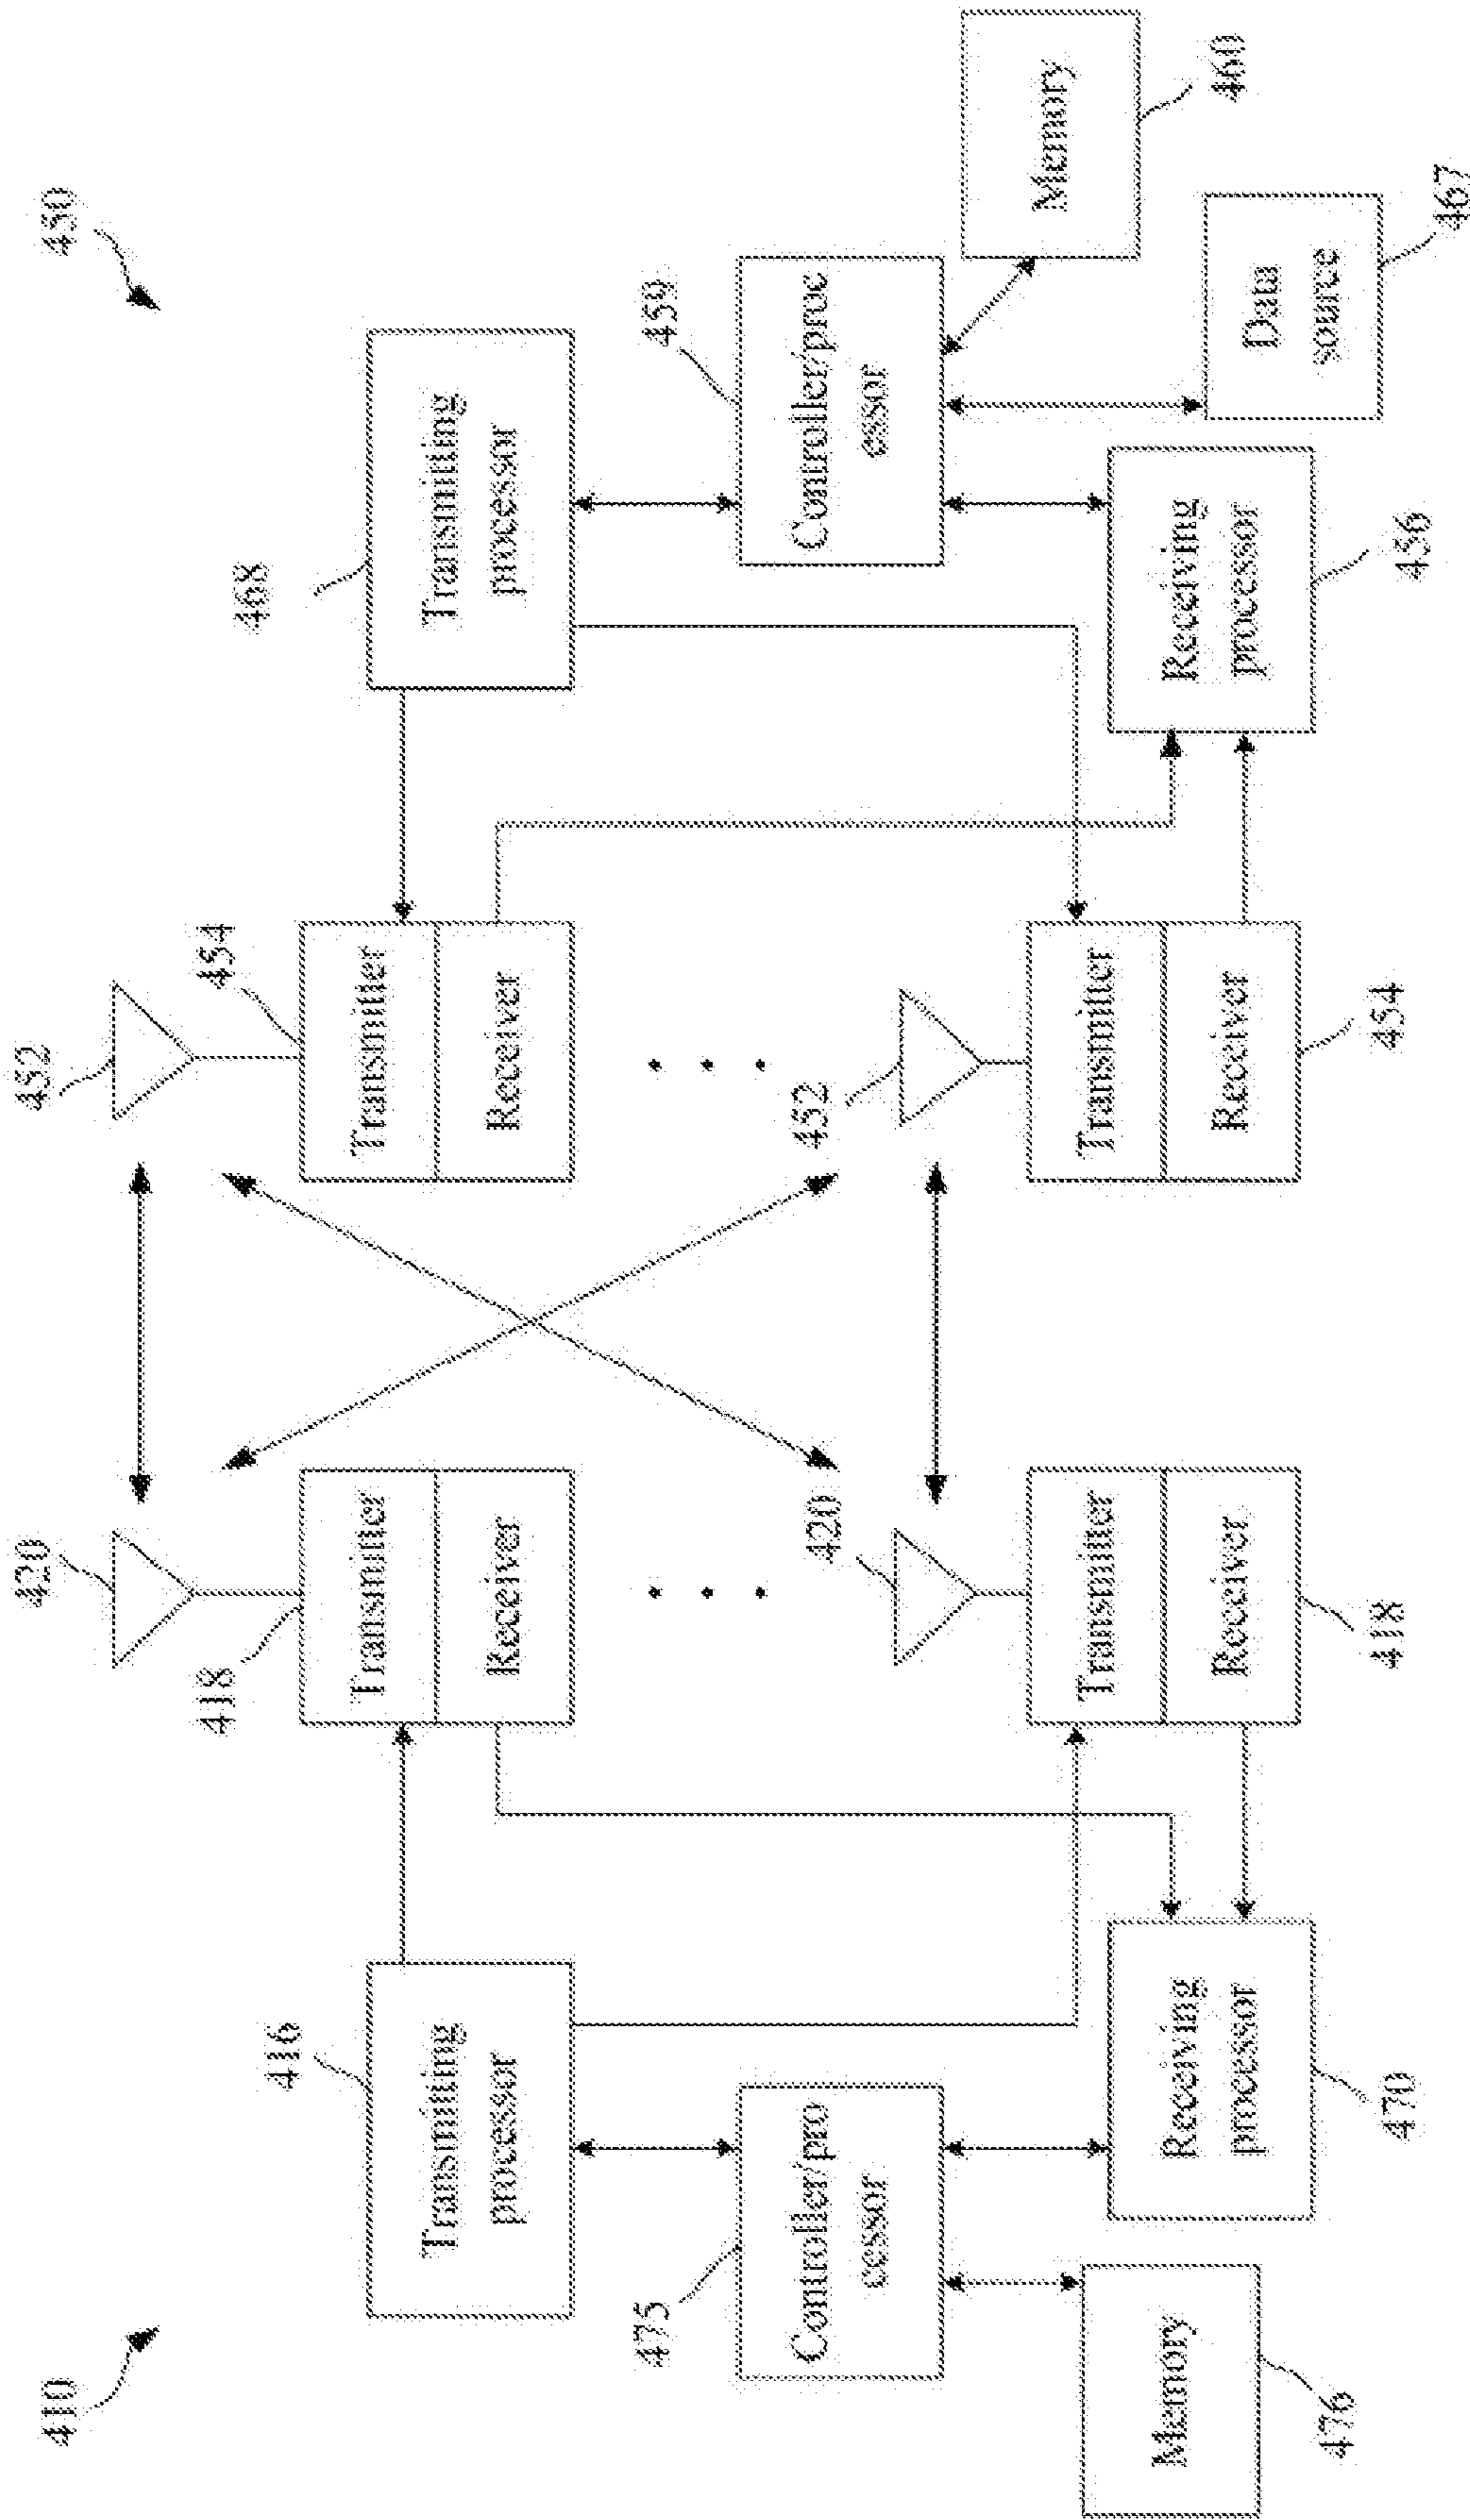 410
450
420
452
418
454
416
468
Transmitting
processor
Transmitter
Receiver
Transmitter
Receiver
Transmitting
processor
475
Controller/pro
cessor
459
Controller/proc
essor
420
452
Memory
476
Receiving
processor
470
Transmitter
Receiver
418
Transmitter
Receiver
454
Receiving
processor
456
Memory
460
Data
source
467